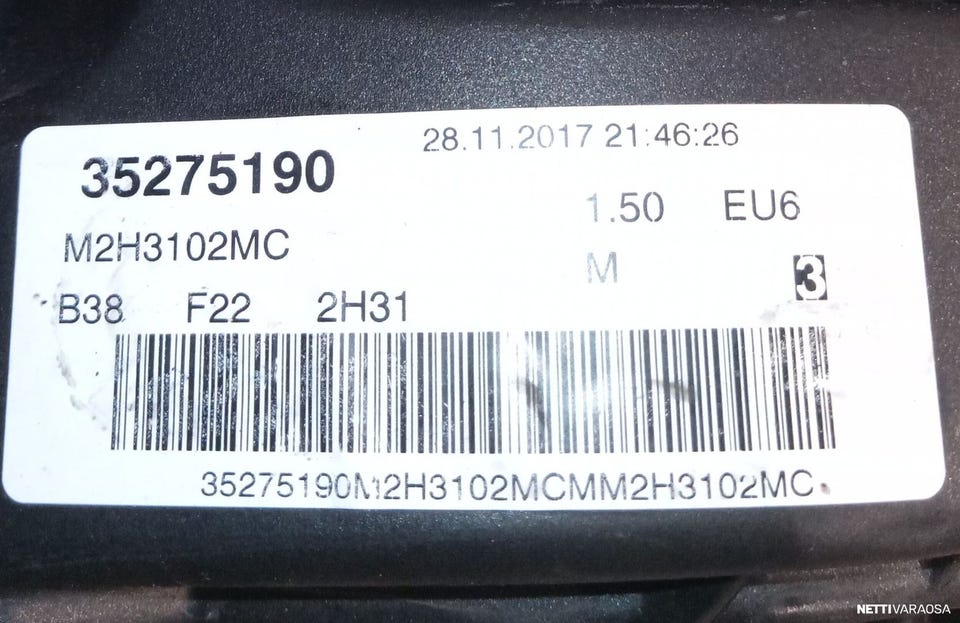 28.11.2017 21:46:26
35275190
1.50 EU6
M2H3102MC
M 3
B38 F22 2H31
35275190M2H3102MCMM2H3102MC
NETTIVARAOSA